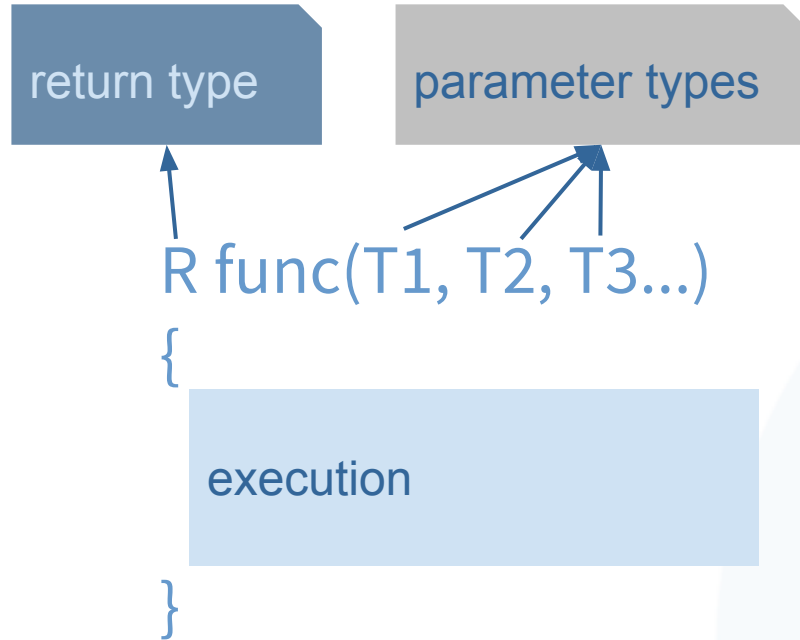 return type
parameter types
R func(T1, T2, T3...)
{
execution
}